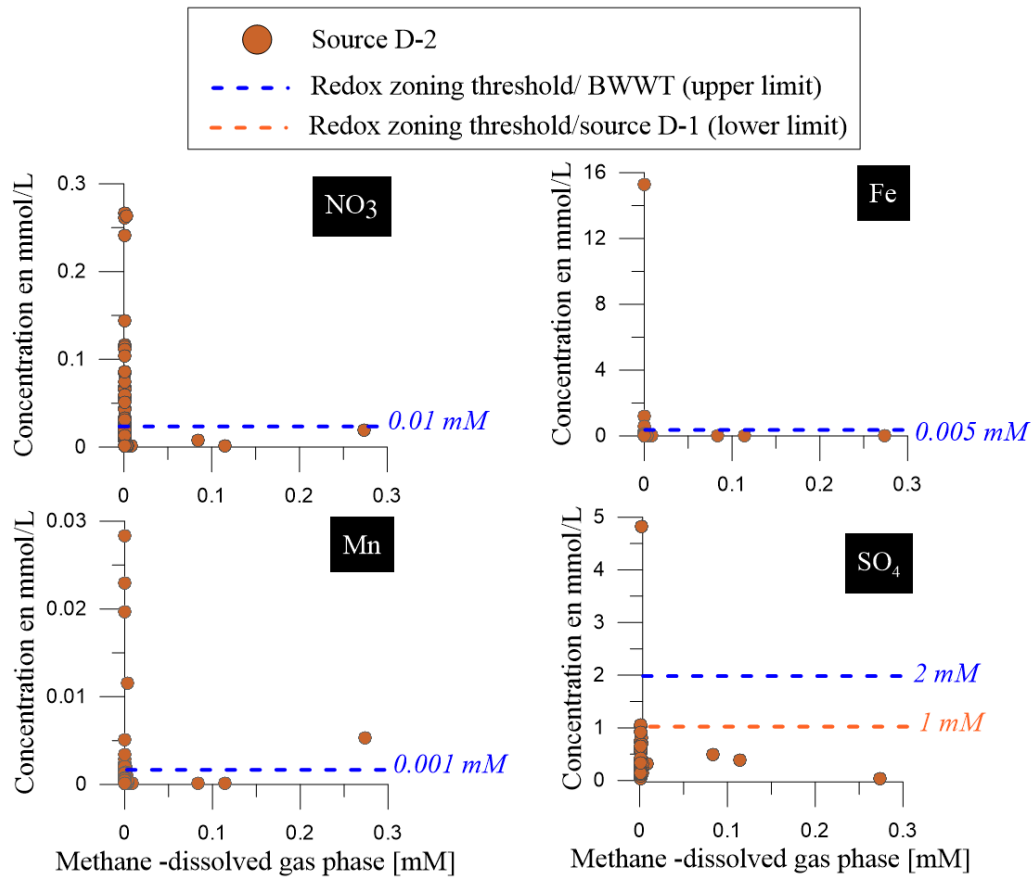 Source D-2
Redox zoning threshold/ BWWT (upper limit)
Redox zoning threshold/source D-1 (lower limit)
Concentration en mmol/L
0.3
0.2
0.1
0
NO3
0.01 mM
0 0.1 0.2 0.3
Concentration en mmol/L
16
12
8
4
0
Fe
0.005 mM
0 0.1 0.2 0.3
Concentration en mmol/L
0.03
0.02
0.01
0
Mn
0.001 mM
0 0.1 0.2 0.3
Methane -dissolved gas phase [mM]
Concentration en mmol/L
5
4
3
2
1
0
SO₄
2 mM
1 mM
0 0.1 0.2 0.3
Methane -dissolved gas phase [mM]